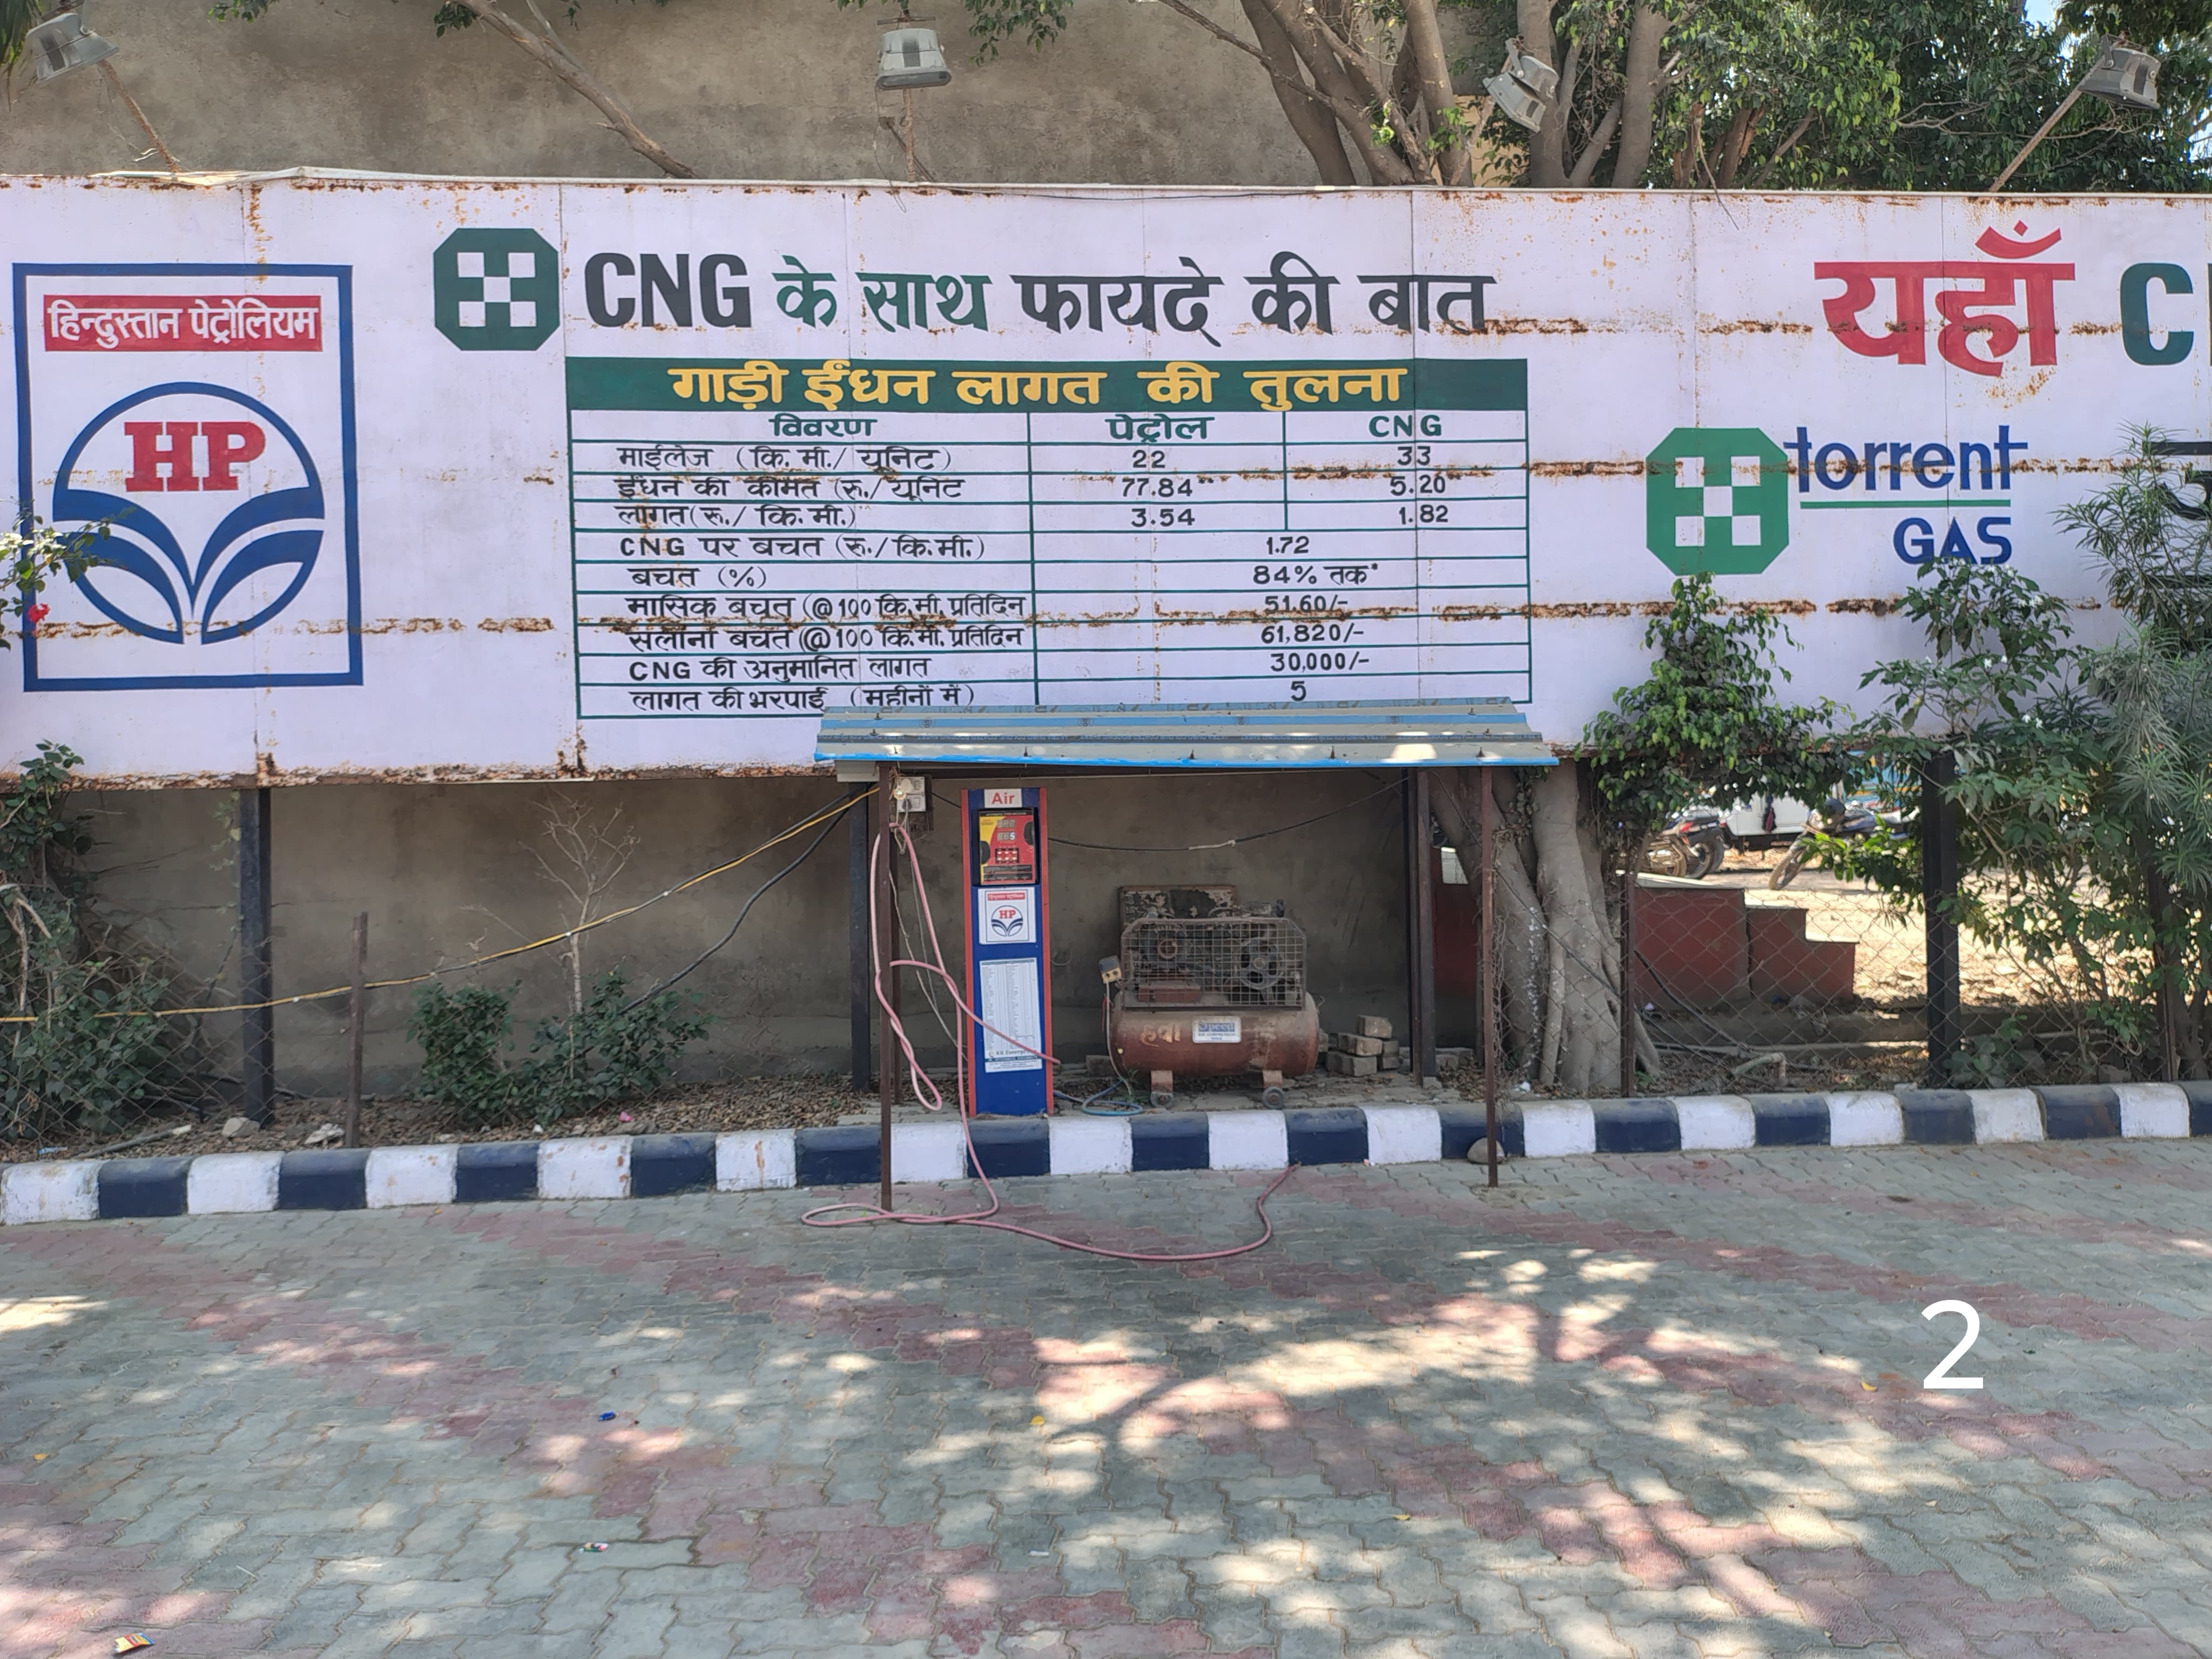 हिन्दुस्तान पेट्रोलियम
HP
CNG के साथ फायदे की बात
गाड़ी ईंधन लागत की तुलना
विवरण पेट्रोल CNG
माईलेज (कि.मी./ यूनिट) 22 33
ईंधन की कीमत (रु./ यूनिट 77.84 5.20
लागत (रु./ कि.मी.) 3.54 1.82
CNG पर बचत (रु./कि.मी.) 1.72
बचत (%) 84% तक*
मासिक बचत (@100 कि.मी. प्रतिदिन 51.60/-
सलाना बचत (@100 कि.मी. प्रतिदिन 61,820/-
CNG की अनुमानित लागत 30,000/-
लागत की भरपाई (महीनों में) 5
यहाँ C
torrent
GAS
Air
HP
हवा
2